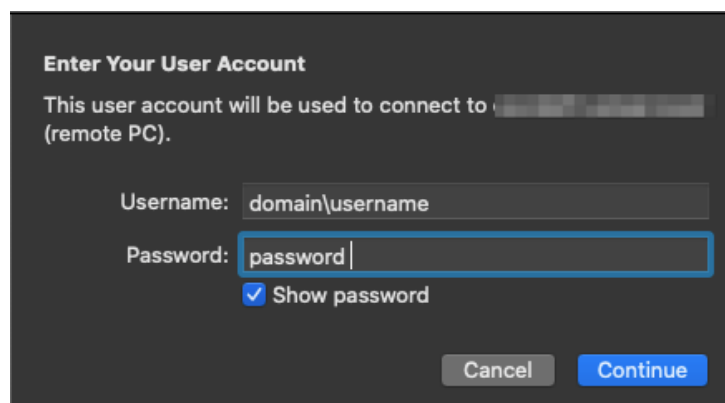 Enter Your User Account
This user account will be used to connect to
(remote PC).
Username: domain\username
Password: password
Show password
Cancel Continue